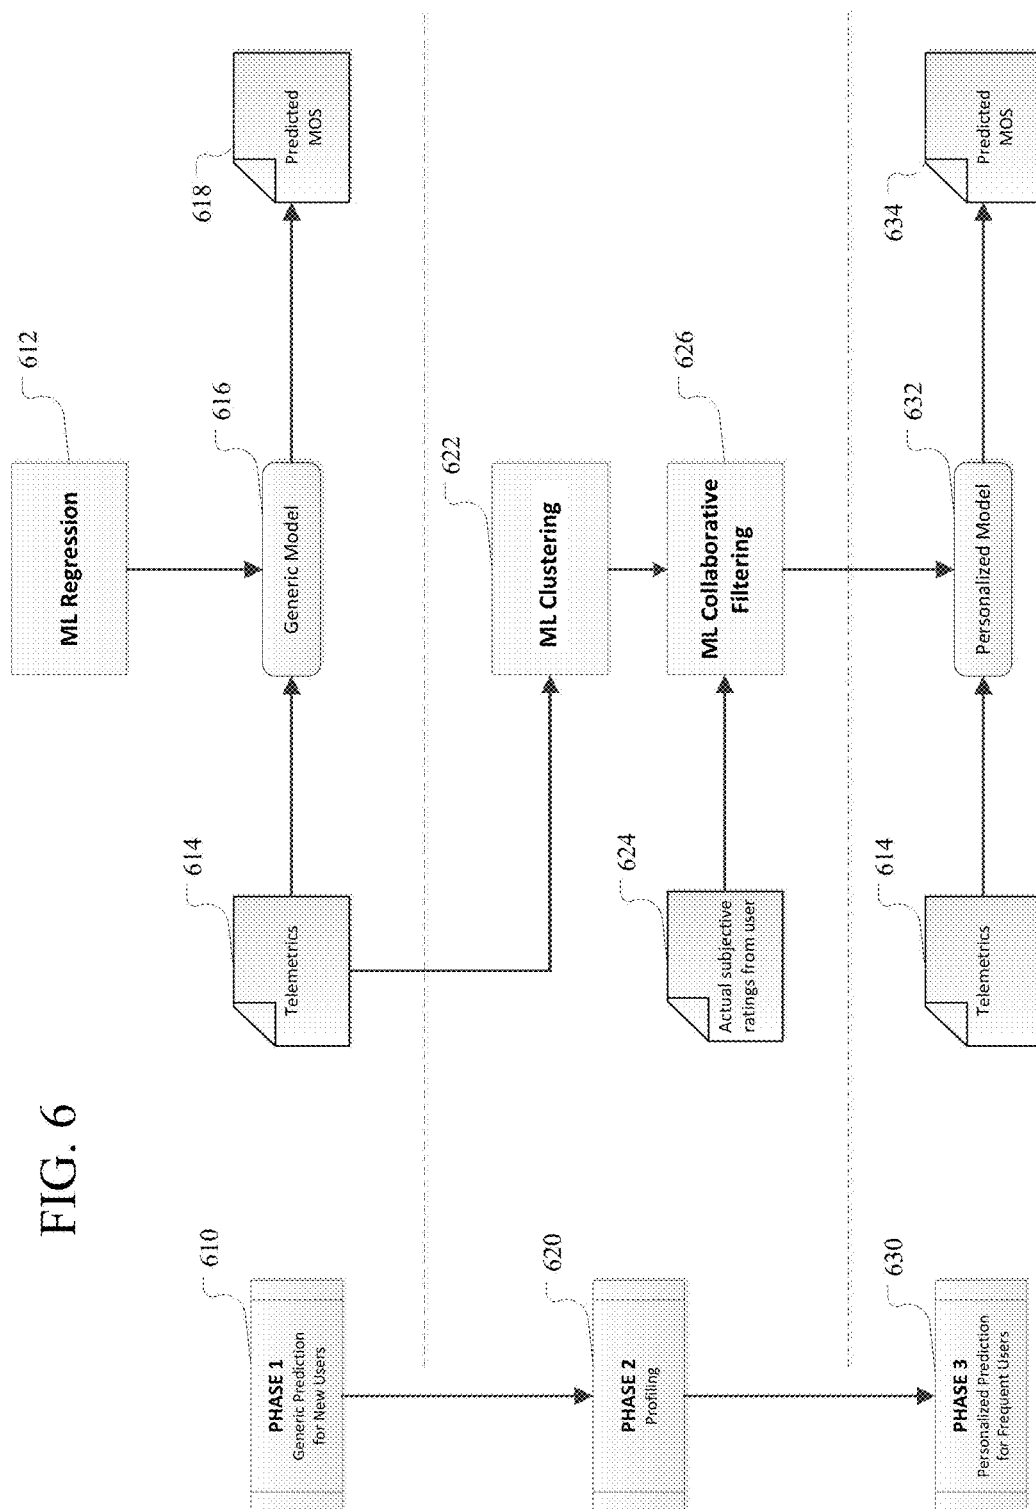 FIG. 6
PHASE 1
Generic Prediction
for New Users
610
Telemetrics
614
ML Regression
612
Generic Model
616
Predicted
MOS
618
PHASE 2
Profiling
620
ML Clustering
622
Actual subjective
ratings from user
624
ML Collaborative
Filtering
626
PHASE 3
Personalized Prediction
for Frequent Users
630
Telemetrics
614
Personalized Model
632
Predicted
MOS
634